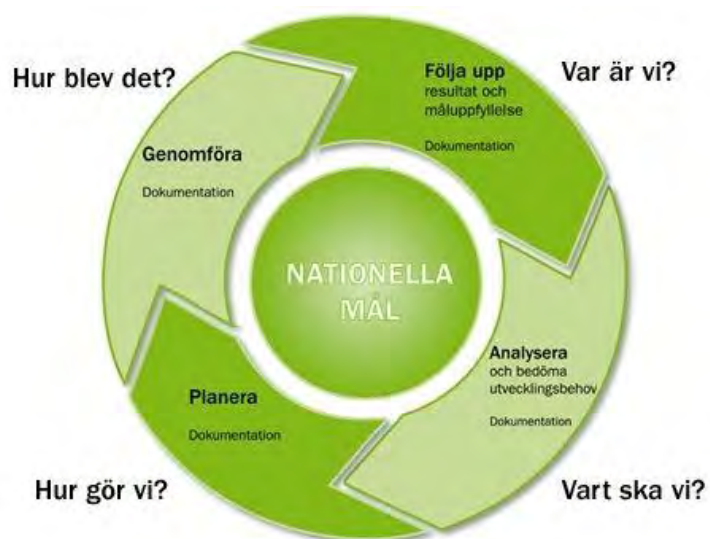 Hur blev det?
Var är vi?
Följa upp
resultat och
måluppfyllelse
Dokumentation
Genomföra
Dokumentation
NATIONELLA
MÅL
Analysera
och bedöma
utvecklingsbehov
Dokumentation
Planera
Dokumentation
Hur gör vi?
Vart ska vi?